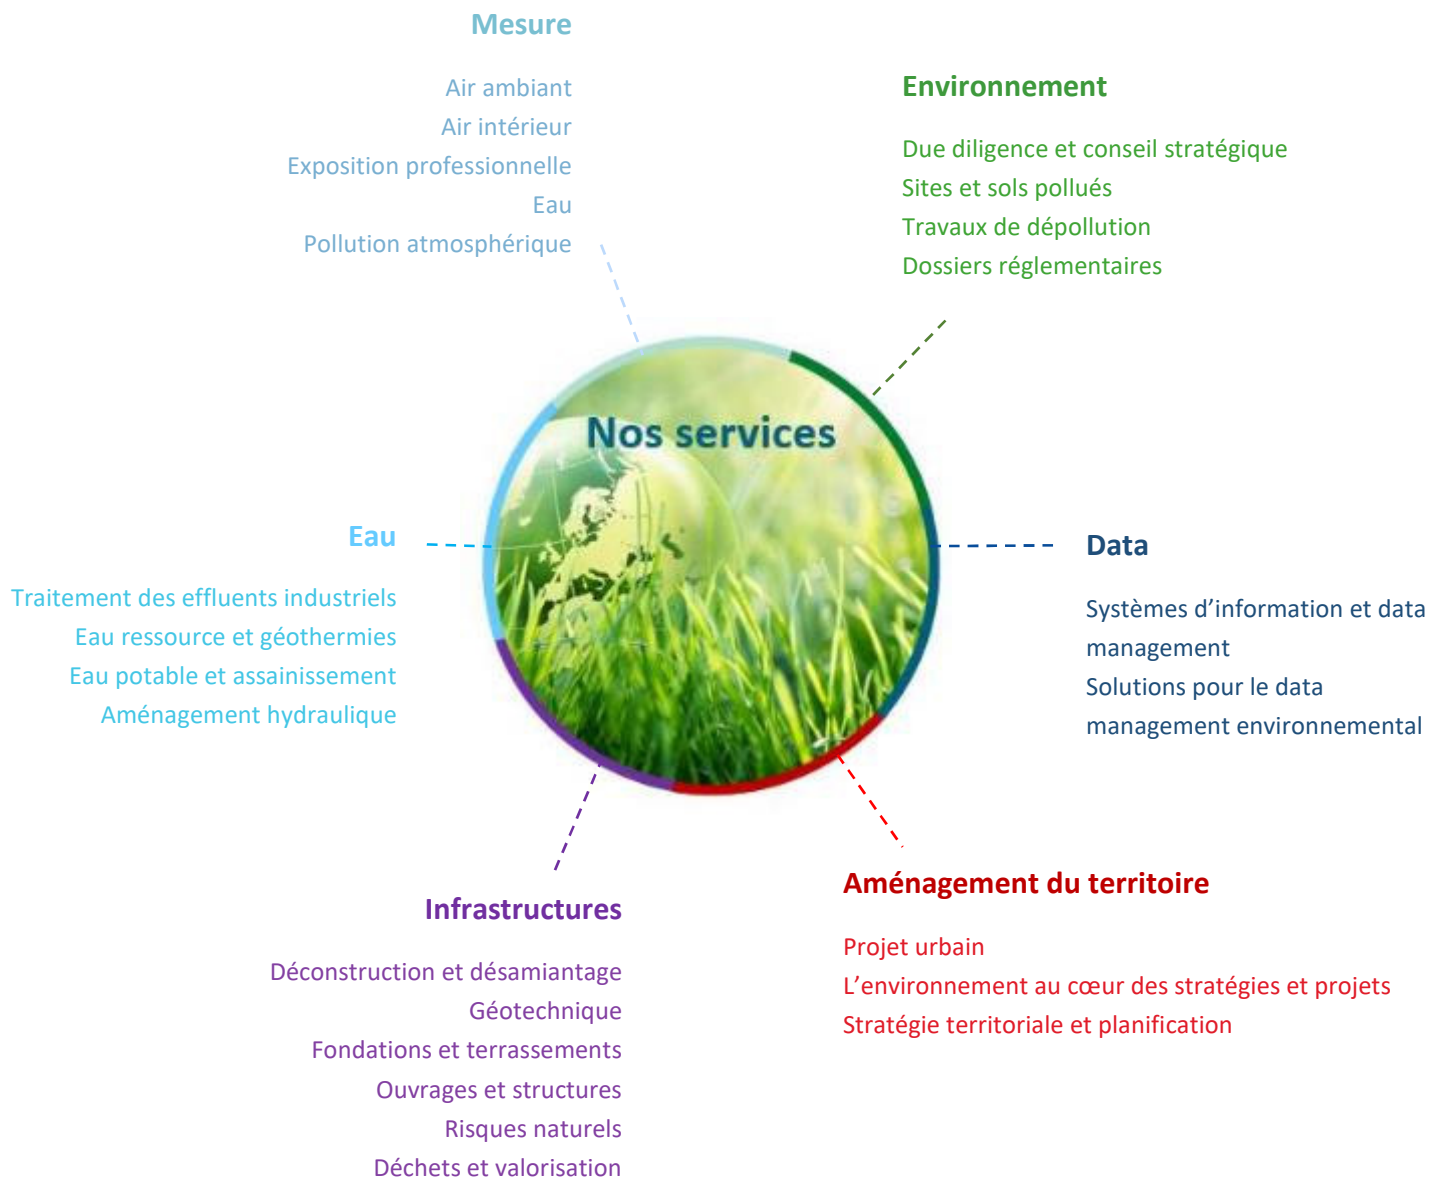 Mesure
Air ambiant
Air intérieur
Exposition professionnelle
Eau
Pollution atmosphérique
Environnement
Due diligence et conseil stratégique
Sites et sols pollués
Travaux de dépollution
Dossiers réglementaires
Nos services
Eau
Traitement des effluents industriels
Eau ressource et géothermies
Eau potable et assainissement
Aménagement hydraulique
Data
Systèmes d’information et data
management
Solutions pour le data
management environnemental
Infrastructures
Déconstruction et désamiantage
Géotechnique
Fondations et terrassements
Ouvrages et structures
Risques naturels
Déchets et valorisation
Aménagement du territoire
Projet urbain
L’environnement au cœur des stratégies et projets
Stratégie territoriale et planification